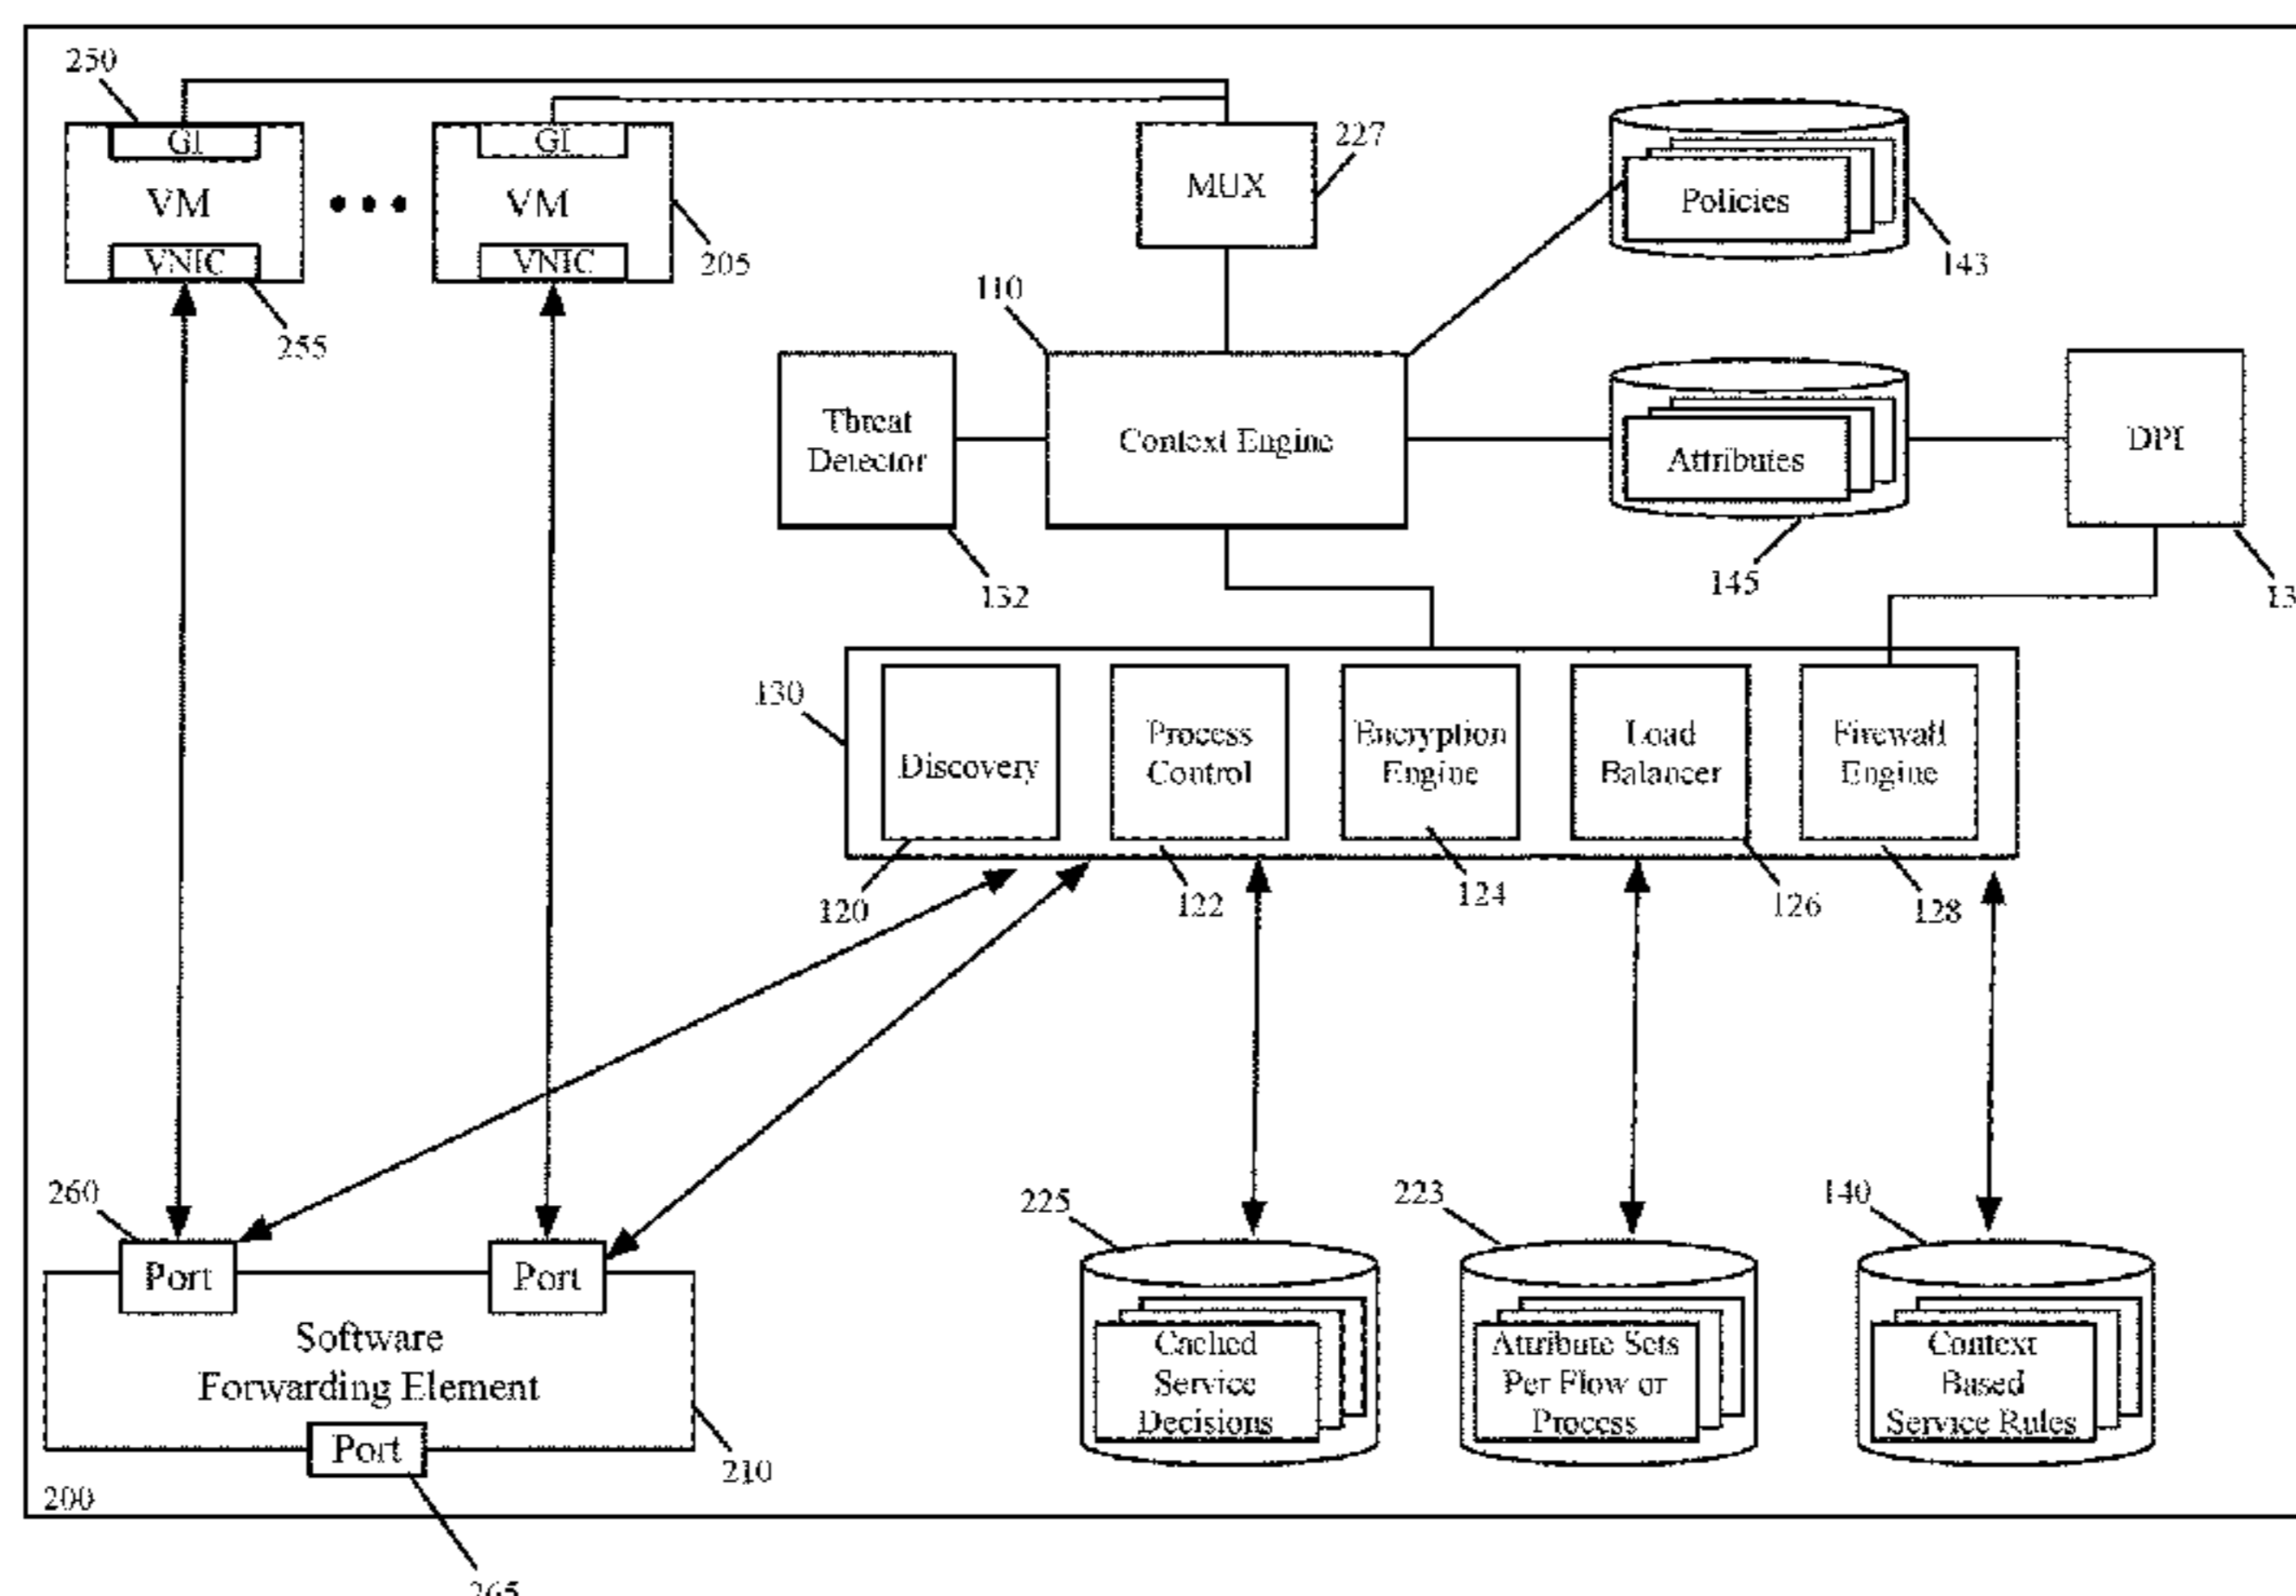 250
GI
VM
VNIC
255
GI
VM
VNIC
205
MUX
227
Policies
143
110
Threat
Detector
132
Context Engine
Attributes
145
DPI
13
130
Discovery
120
Process
Control
122
Encryption
Engine
124
Load
Balancer
126
Firewall
Engine
128
260
Port
Port
Software
Forwarding Element
Port
210
200
265
225
Cached
Service
Decisions
223
Attribute Sets
Per Flow or
Process
140
Context
Based
Service Rules